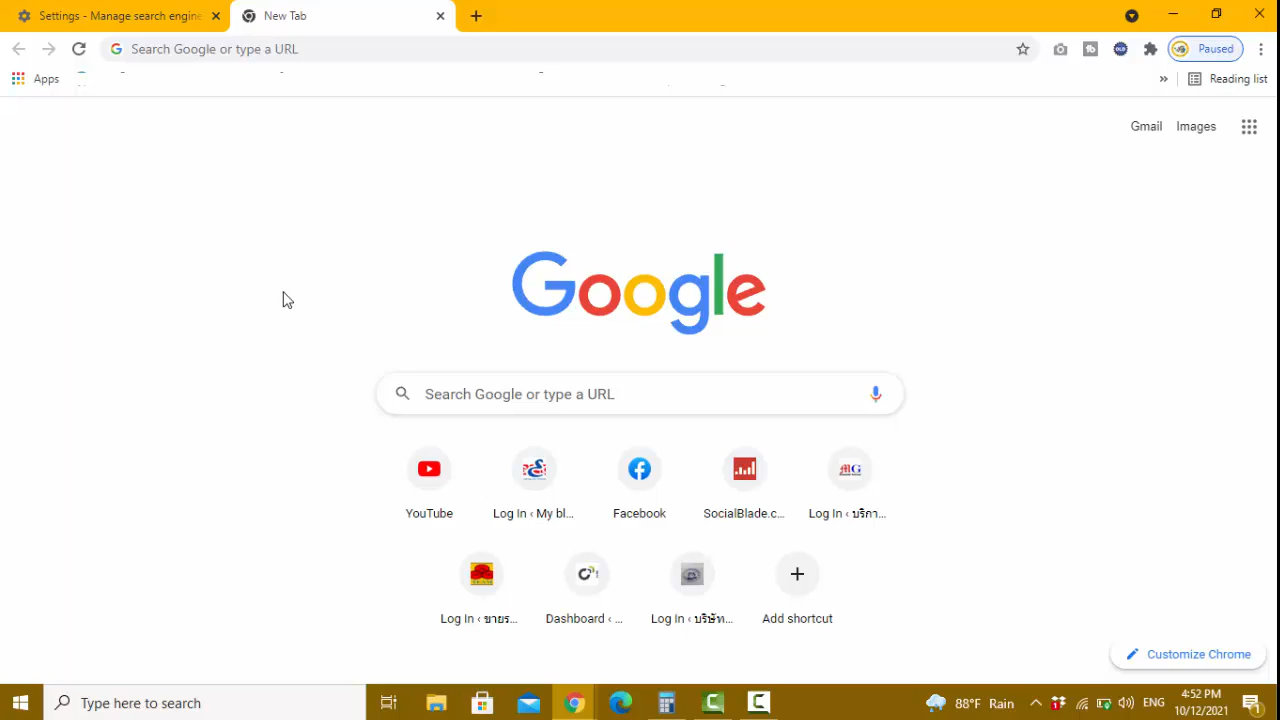 Settings - Manage search engine
New Tab
Search Google or type a URL
Paused
Apps
»
Reading list
Gmail
Images
Google
Search Google or type a URL
YouTube
Log In ‹ My bl...
Facebook
SocialBlade.c...
Log In ‹ บริกา...
MG
Log In ‹ ขายร...
Dashboard ‹ ...
Log In ‹ บริษัท...
Add shortcut
Customize Chrome
Type here to search
88°F Rain
ENG
4:52 PM
10/12/2021
1